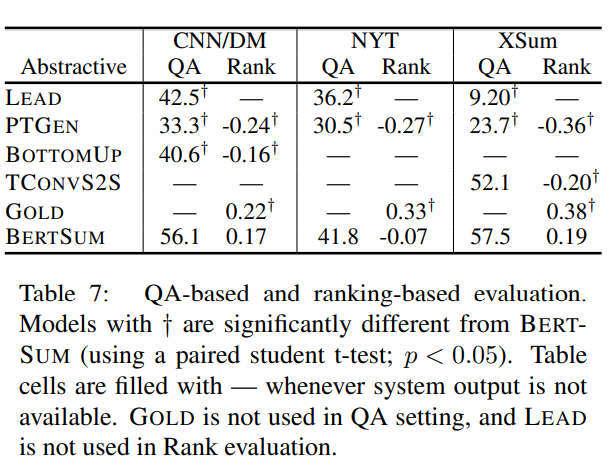 CNN/DM NYT XSum
Abstractive QA Rank QA Rank QA Rank
LEAD 42.5† — 36.2† — 9.20† —
PTGEN 33.3† -0.24† 30.5† -0.27† 23.7† -0.36†
BOTTOMUP 40.6† -0.16† — — — —
TCONVS2S — — — — 52.1 -0.20†
GOLD — 0.22† — 0.33† — 0.38†
BERTSUM 56.1 0.17 41.8 -0.07 57.5 0.19
Table 7: QA-based and ranking-based evaluation.
Models with † are significantly different from BERT-
SUM (using a paired student t-test; p < 0.05). Table
cells are filled with — whenever system output is not
available. GOLD is not used in QA setting, and LEAD
is not used in Rank evaluation.